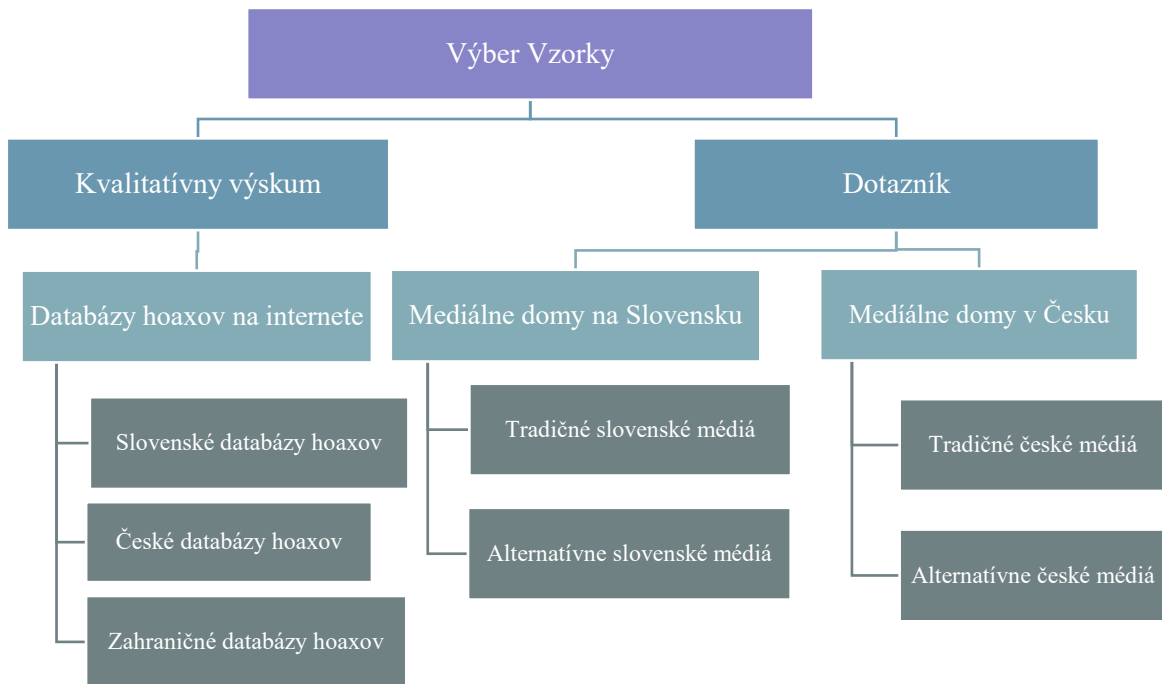 Výber Vzorky
Kvalitatívny výskum
Dotazník
Databázy hoaxov na internete
Mediálne domy na Slovensku
Mediálne domy v Česku
Slovenské databázy hoaxov
České databázy hoaxov
Zahraničné databázy hoaxov
Tradičné slovenské médiá
Alternatívne slovenské médiá
Tradičné české médiá
Alternatívne české médiá